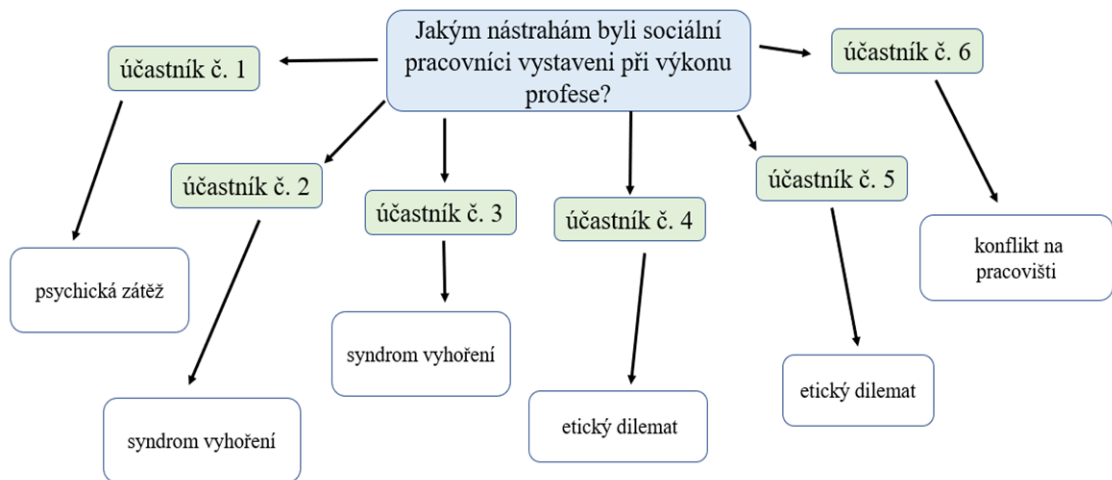 Jakým nástrahám byli sociální
pracovníci vystaveni při výkonu
profese?
účastník č. 1
účastník č. 2
účastník č. 3
účastník č. 4
účastník č. 5
účastník č. 6
psychická zátěž
syndrom vyhoření
syndrom vyhoření
etický dilemat
etický dilemat
konflikt na
pracovišti